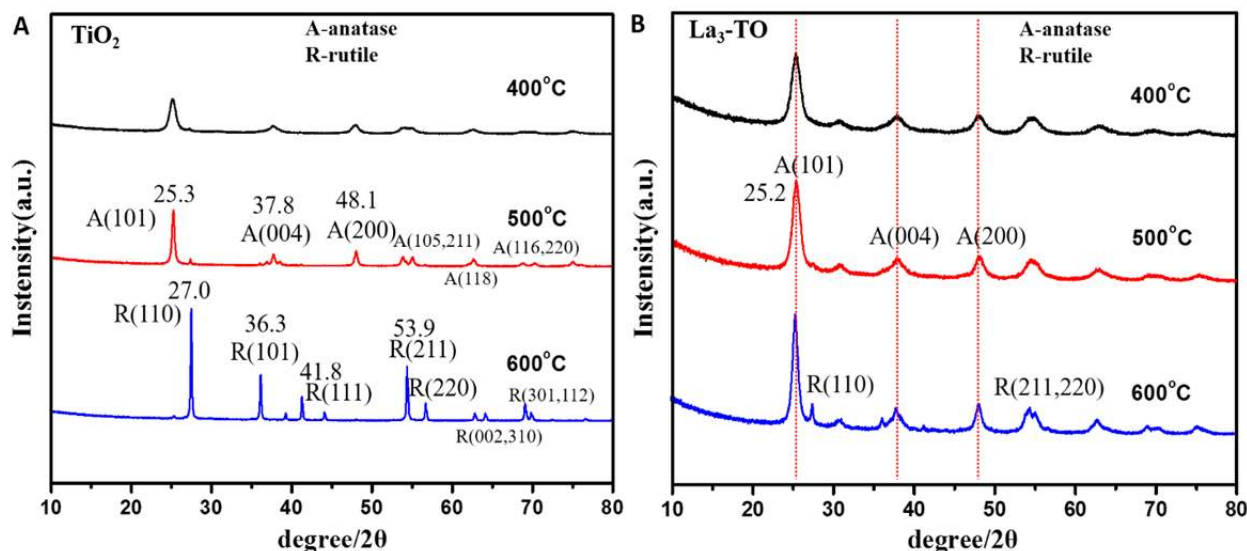 A
TiO₂
A-anatase
R-rutile
400°C
25.3
A(101)
37.8
A(004)
48.1
A(200)
500°C
A(105,211)
A(116,220)
A(118)
27.0
R(110)
36.3
R(101)
41.8
R(111)
53.9
R(211)
R(220)
600°C
R(301,112)
R(002,310)
Instensity(a.u.)
10 20 30 40 50 60 70 80
degree/2θ
B
La₃-TO
A-anatase
R-rutile
400°C
A(101)
25.2
A(004)
A(200)
500°C
R(110)
R(211,220)
600°C
Instensity(a.u.)
10 20 30 40 50 60 70 80
degree/2θ